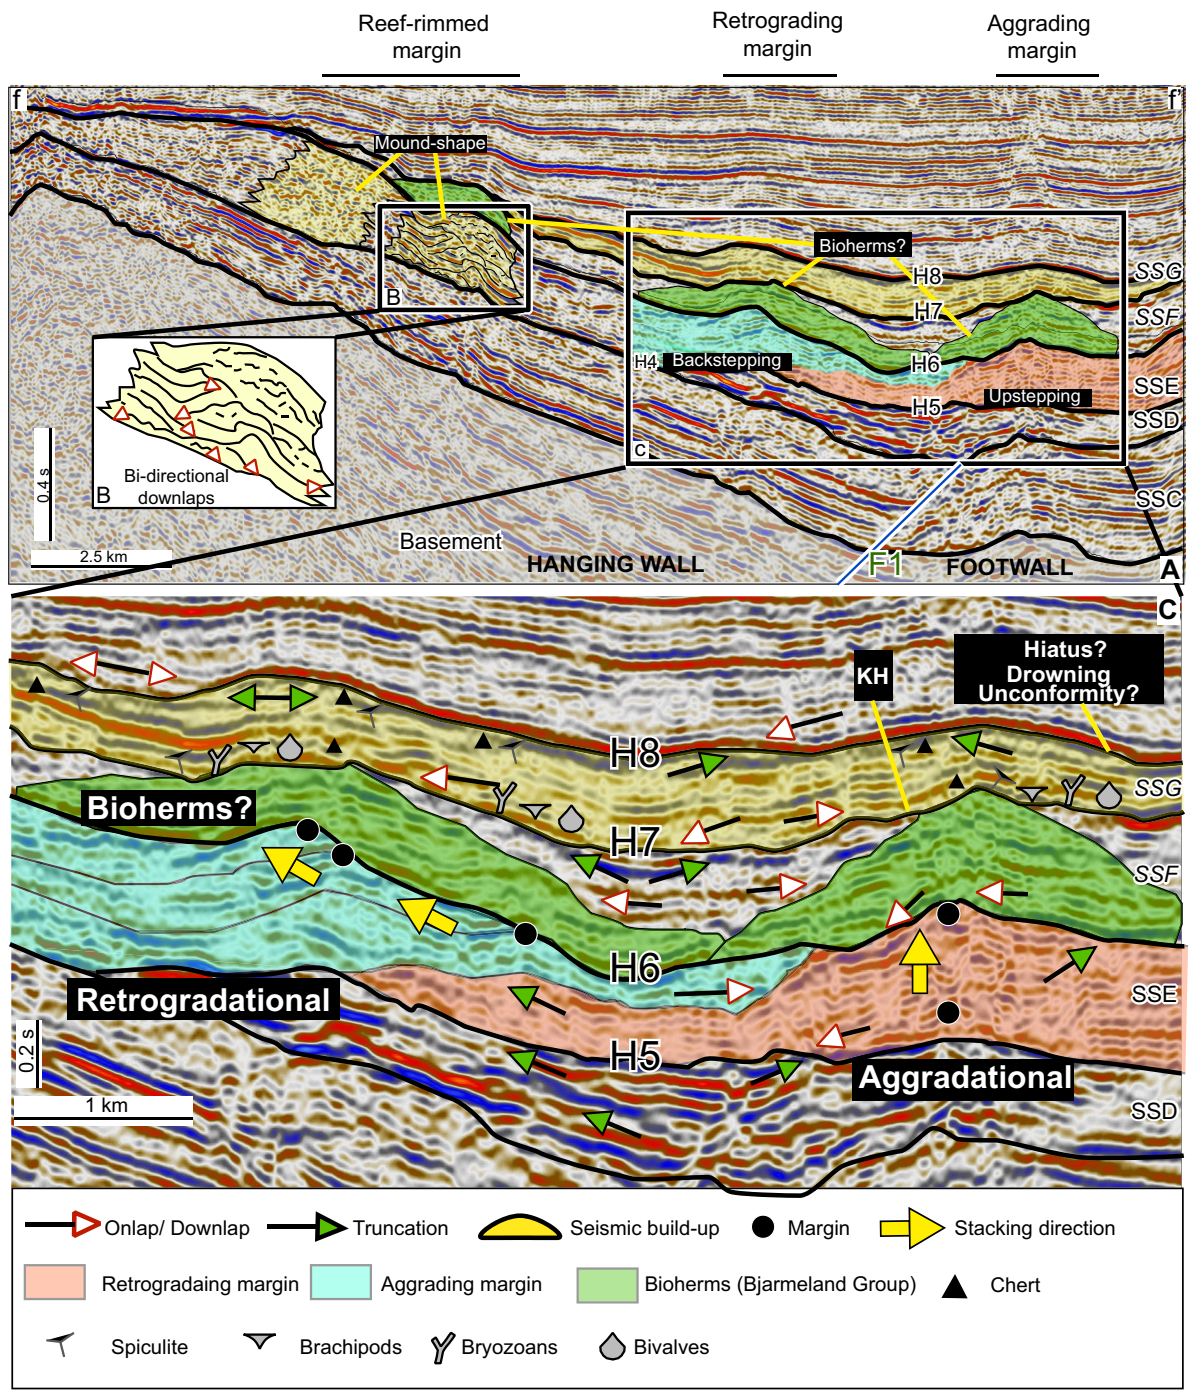 Reef-rimmed
margin
Retrograding
margin
Aggrading
margin
f
f'
Mound-shape
Bioherms?
B
H8
SSG
H7
SSF
H4
Backstepping
H6
SSE
Upstepping
H5
SSD
C
B
Bi-directional
downlaps
0.4 s
2.5 km
SSC
Basement
HANGING WALL
F1
FOOTWALL
A
C
Hiatus?
Drowning
Unconformity?
KH
H8
SSG
Bioherms?
H7
SSF
H6
Retrogradational
SSE
0.2 s
H5
Aggradational
1 km
SSD
Onlap/ Downlap
Truncation
Seismic build-up
Margin
Stacking direction
Retrogradaing margin
Aggrading margin
Bioherms (Bjarmeland Group)
Chert
Spiculite
Brachipods
Bryozoans
Bivalves